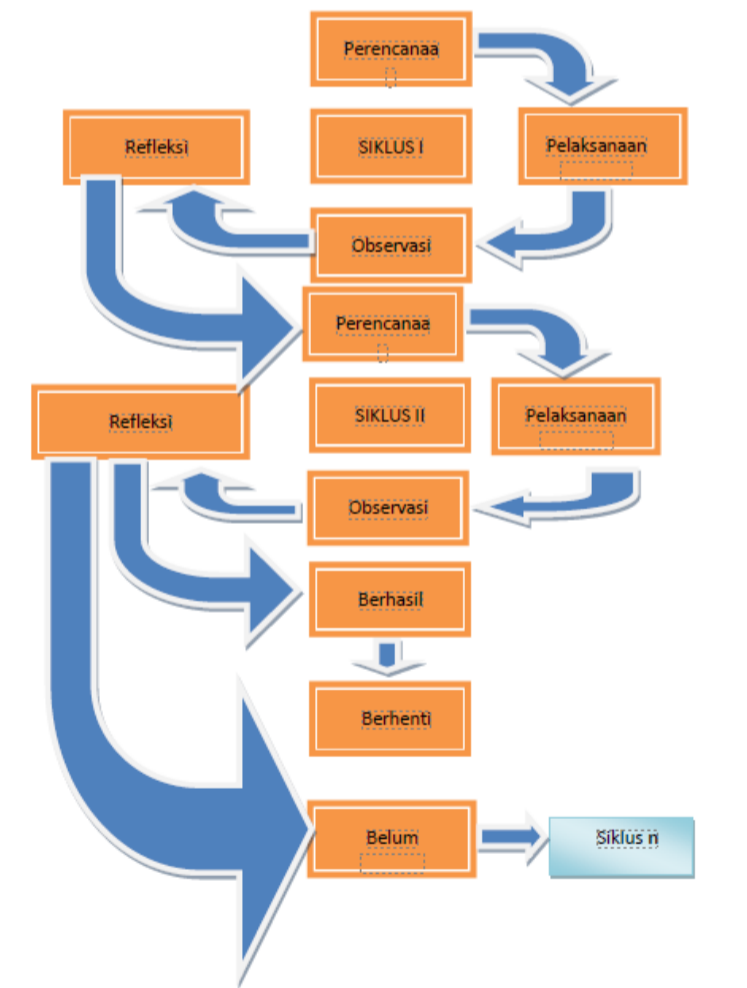 Perencanaa
Refleksi
SIKLUS I
Pelaksanaan
Observasi
Perencanaa
Refleksi
SIKLUS II
Pelaksanaan
Observasi
Berhasil
Berhenti
Belum
Siklus n